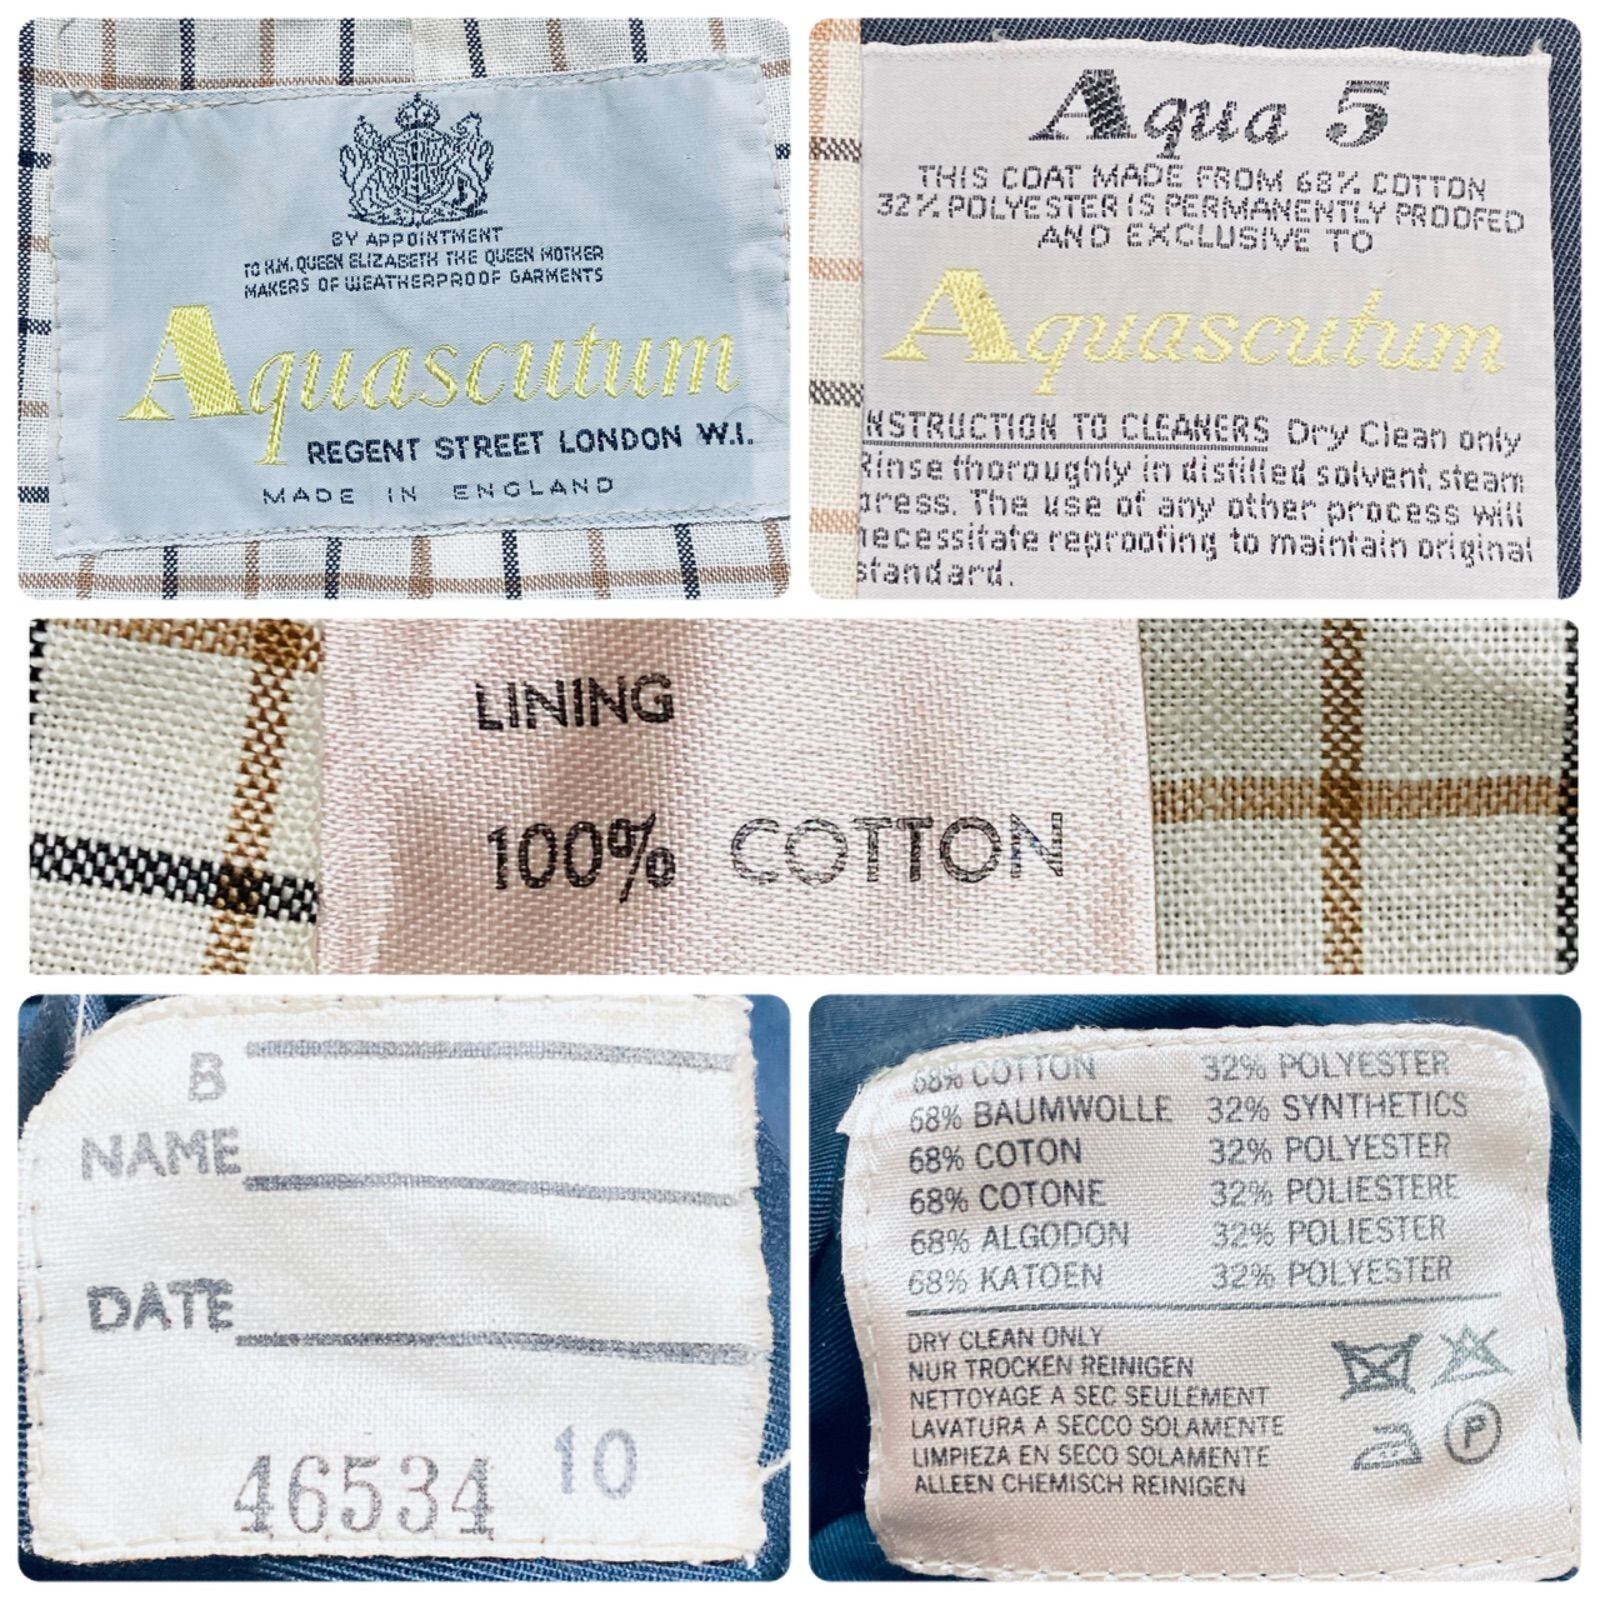 BY APPOINTMENT
TO H.M. QUEEN ELIZABETH THE QUEEN MOTHER
MAKERS OF WEATHERPROOF GARMENTS
Aquascutum
REGENT STREET LONDON W.I.
MADE IN ENGLAND
Aqua 5
THIS COAT MADE FROM 68% COTTON
32% POLYESTER IS PERMANENTLY PROOFED
AND EXCLUSIVE TO
Aquascutum
NSTRUCTION TO CLEANERS Dry Clean only
Rinse thoroughly in distilled solvent, steam
press. The use of any other process will
necessitate reproofing to maintain original
standard.
LINING
100% COTTON
B
NAME
DATE
46534 10
68% COTTON 32% POLYESTER
68% BAUMWOLLE 32% SYNTHETICS
68% COTON 32% POLYESTER
68% COTONE 32% POLIESTERE
68% ALGODON 32% POLIESTER
68% KATOEN 32% POLYESTER
DRY CLEAN ONLY
NUR TROCKEN REINIGEN
NETTOYAGE A SEC SEULEMENT
LAVATURA A SECCO SOLAMENTE
LIMPIEZA EN SECO SOLAMENTE
ALLEEN CHEMISCH REINIGEN
P